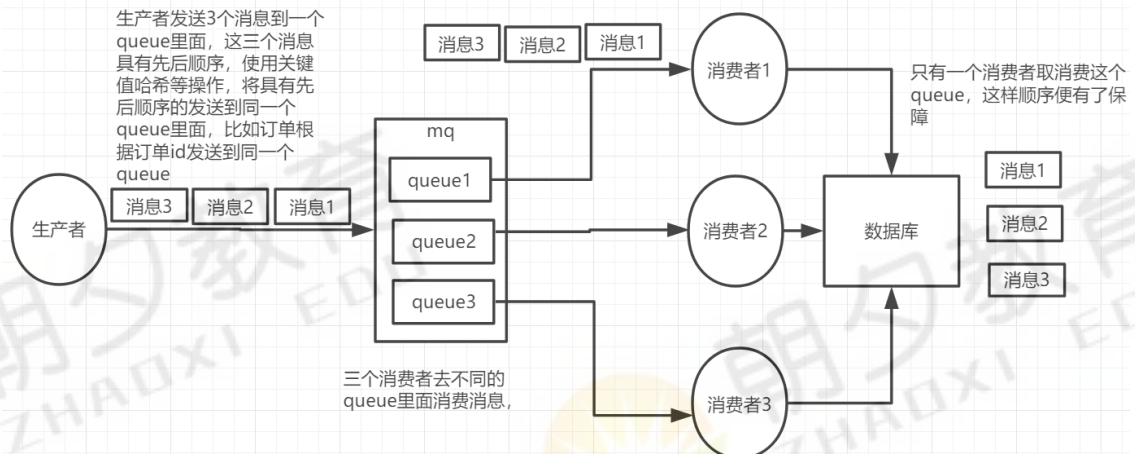 生产者发送3个消息到一个
queue里面，这三个消息
具有先后顺序，使用关键
值哈希等操作，将具有先
后顺序的发送到同一个
queue里面，比如订单根
据订单id发送到同一个
queue
消息3 消息2 消息1
消费者1
只有一个消费者取消费这个
queue，这样顺序便有了保
障
mq
queue1
生产者
消息3 消息2 消息1
queue2
消费者2
数据库
消息1
消息2
消息3
queue3
三个消费者去不同的
queue里面消费消息，
消费者3
朝夕教育
ZHAOXI EDU
朝夕教育
ZHAOXI EDU